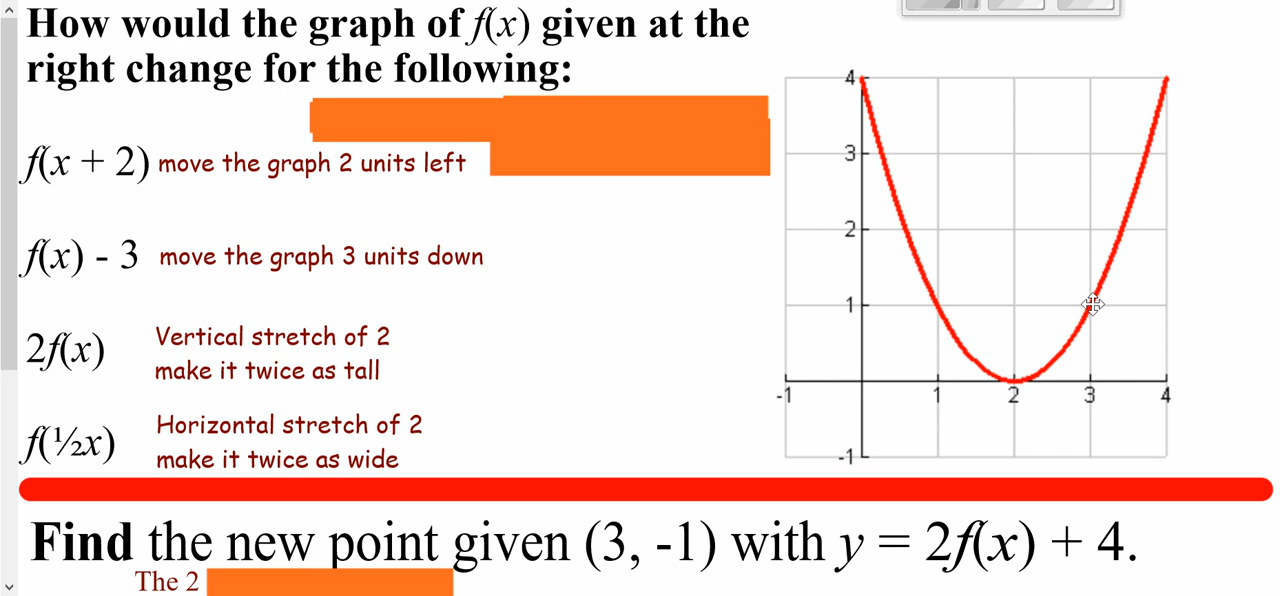 How would the graph of f(x) given at the
right change for the following:
f(x + 2) move the graph 2 units left
f(x) - 3 move the graph 3 units down
2f(x) Vertical stretch of 2
make it twice as tall
f(½x) Horizontal stretch of 2
make it twice as wide
4
3
2
1
-1 1 2 3 4
-1
Find the new point given (3, -1) with y = 2f(x) + 4.
The 2